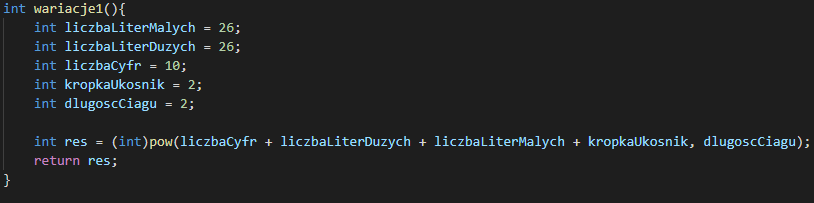 int wariacje1(){
    int liczbaLiterMalych = 26;
    int liczbaLiterDuzych = 26;
    int liczbaCyfr = 10;
    int kropkaUkosnik = 2;
    int dlugoscCiagu = 2;

    int res = (int)pow(liczbaCyfr + liczbaLiterDuzych + liczbaLiterMalych + kropkaUkosnik, dlugoscCiagu);
    return res;
}